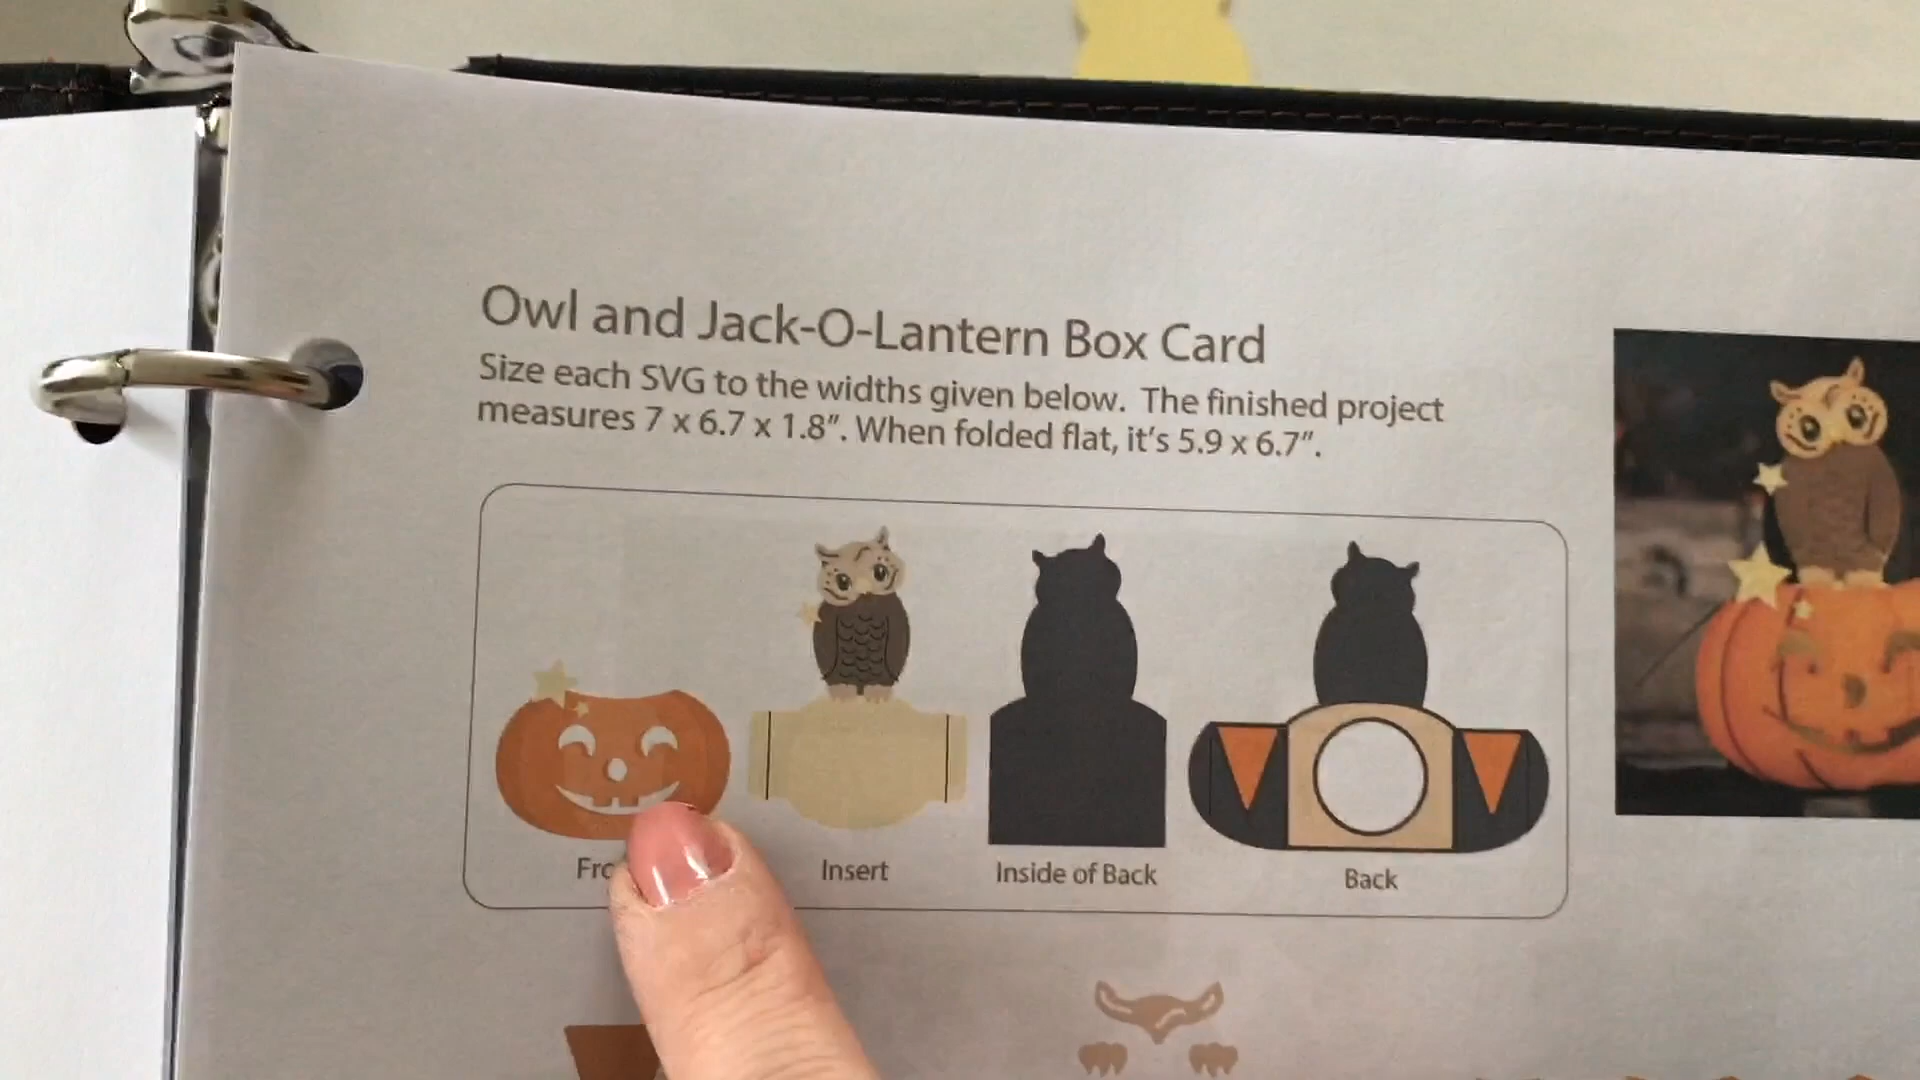 Owl and Jack-O-Lantern Box Card
Size each SVG to the widths given below. The finished project
measures 7 x 6.7 x 1.8”. When folded flat, it’s 5.9 x 6.7”.
Insert
Inside of Back
Back